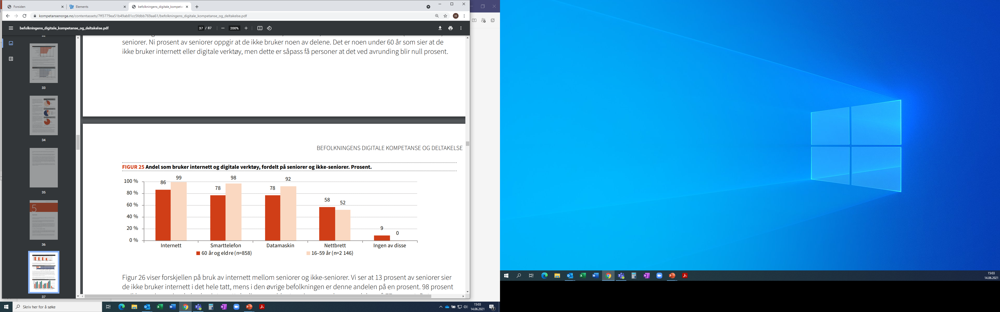 Forsiden
Elements
befolkningens_digitale_kompeta
kompetansenorge.no/contentassets/7ff3779ea51b49ab81cc5fdbb769aa61/befolkningens_digitale_kompetanse_og_deltakelse.pdf
H
befolkningens_digitale_kompetanse_og_deltakelse.pdf
37 / 87
200%
32
33
34
35
5
36
37
seniorer. Ni prosent av seniorer oppgir at de ikke bruker noen av delene. Det er noen under 60 år som sier at de
ikke bruker internett eller digitale verktøy, men dette er såpass få personer at det ved avrunding blir null prosent.
BEFOLKNINGENS DIGITALE KOMPETANSE OG DELTAKELSE
FIGUR 25 Andel som bruker internett og digitale verktøy, fordelt på seniorer og ikke-seniorer. Prosent.
100 %
80 %
60 %
40 %
20 %
0 %
86
99
78
98
78
92
58
52
9
0
Internett
Smarttelefon
Datamaskin
Nettbrett
Ingen av disse
60 år og eldre (n=858)
16–59 år (n=2 146)
Figur 26 viser forskjellen på bruk av internett mellom seniorer og ikke-seniorer. Vi ser at 13 prosent av seniorer sier
de ikke bruker internett i det hele tatt, mens i den øvrige befolkningen er denne andelen på en prosent. 98 prosent
Skriv her for å søke
15:03
14.06.2021
7
15:03
14.06.2021